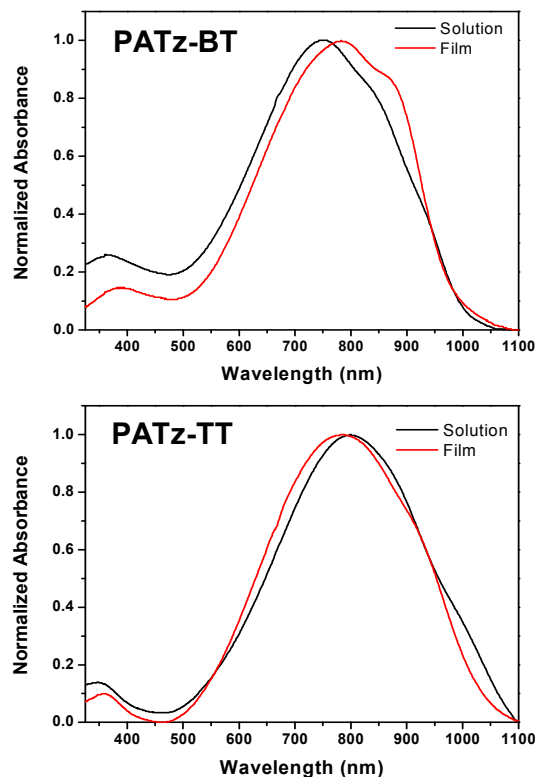 PATz-BT
Solution
Film
1.0
0.8
0.6
0.4
0.2
0.0
Normalized Absorbance
400 500 600 700 800 900 1000 1100
Wavelength (nm)
PATz-TT
Solution
Film
1.0
0.8
0.6
0.4
0.2
0.0
Normalized Absorbance
400 500 600 700 800 900 1000 1100
Wavelength (nm)